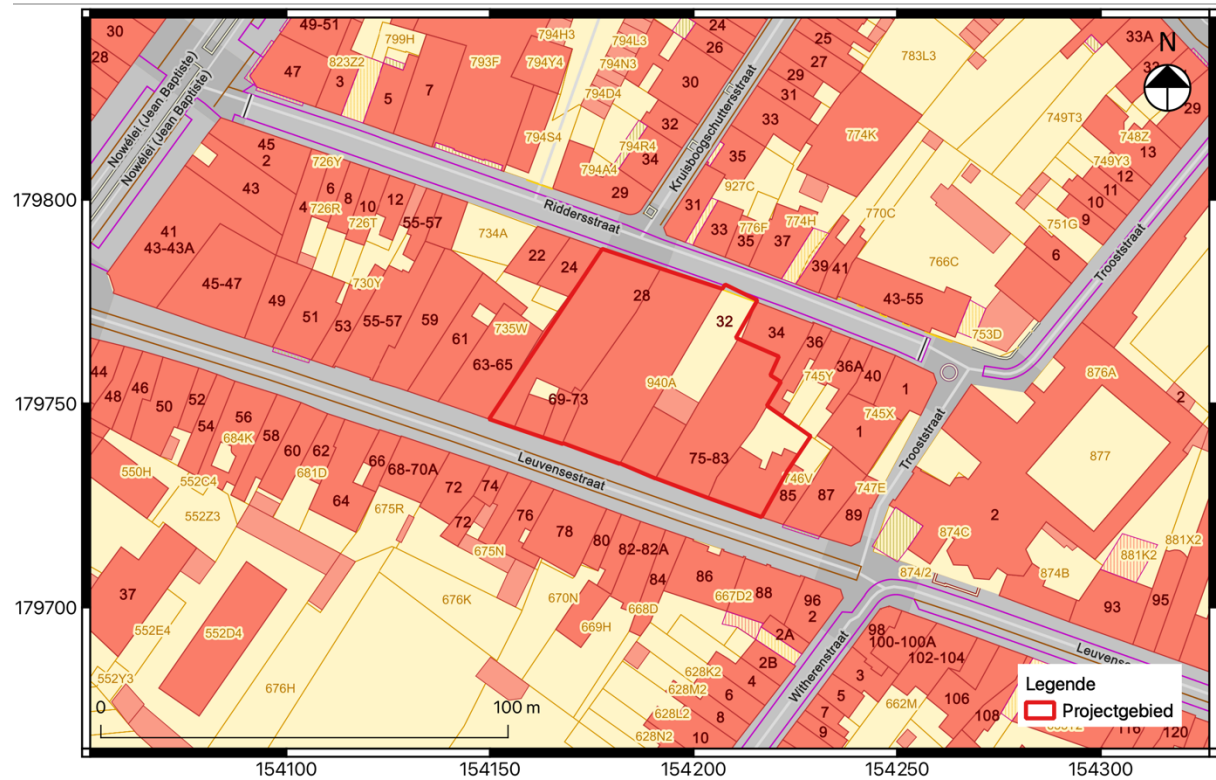 30
28
49-51
47
823Z2
3
799H
5
7
793F
794H3
794Y4
794L3
794N3
794D4
794S4
794R4
794A4
24
26
30
32
34
29
25
27
29
31
33
35
783L3
774K
749T3
33A
N
29
748Z
13
749Y3
12
11
10
9
751G
6
Nowélei (Jean Baptiste)
Nowélei (Jean Baptiste)
Kruisboogschuttersstraat
Riddersstraat
Trooststraat
179800
45
2
43
41
43-43A
45-47
49
51
53
55-57
59
61
63-65
726Y
6
4
726R
8
10
726T
12
55-57
730Y
734A
735W
22
24
28
32
34
36
36A
40
1
745Y
745X
1
927C
31
33
35
776F
37
774H
39
41
770C
766C
43-55
753D
876A
2
877
940A
69-73
75-83
746V
85
87
89
747E
Trooststraat
2
874C
874/2
874B
881K2
881X2
93
95
179750
44
48
46
50
52
54
684K
56
58
60
62
681D
64
66
68-70A
675R
72
72
74
675N
76
78
80
82-82A
84
86
667D2
88
96
2
Leuvensestraat
550H
552C4
552Z3
37
552E4
552D4
552Y3
676H
676K
670N
669H
668D
179700
2A
2B
4
6
8
10
628K2
628M2
628L2
628N2
Witherenstraat
98
100-100A
102-104
3
5
7
9
662M
106
108
116
120
Legende
Projectgebied
0
100 m
154100
154150
154200
154250
154300